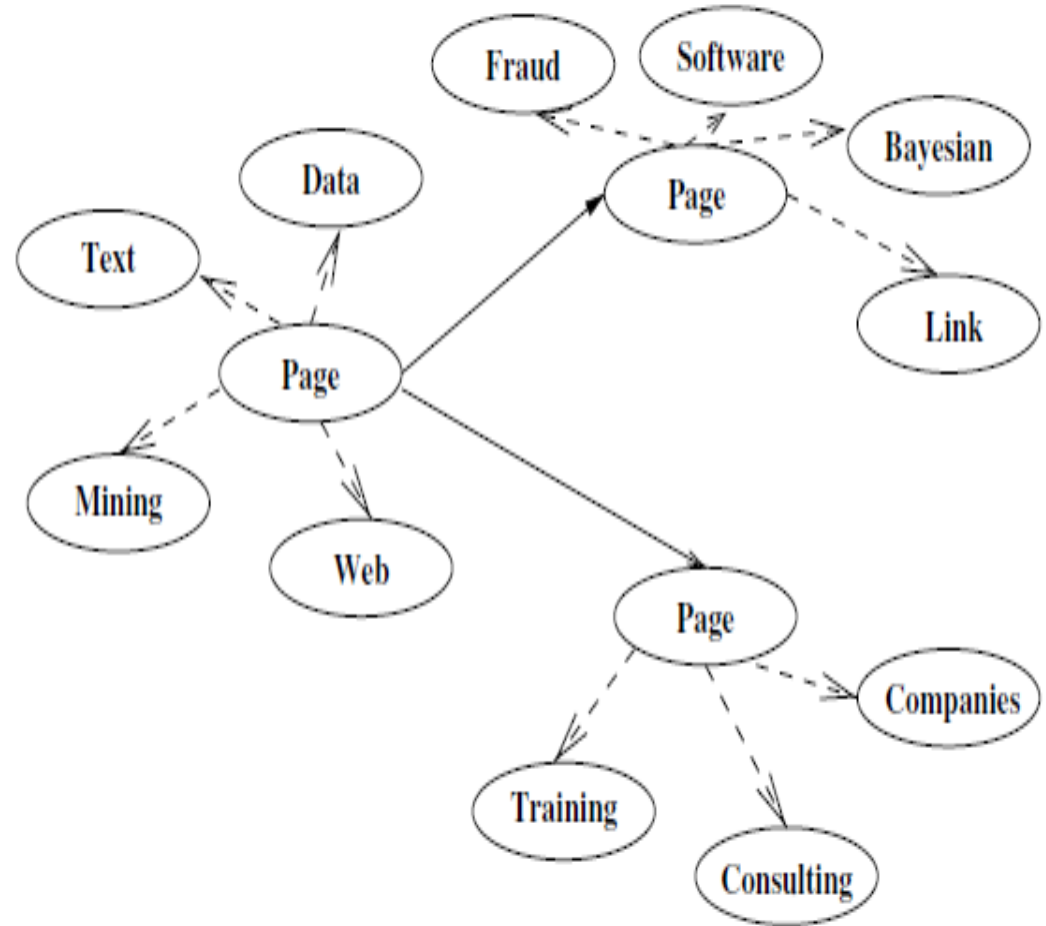 Fraud
Software
Bayesian
Data
Page
Text
Link
Page
Mining
Web
Page
Companies
Training
Consulting